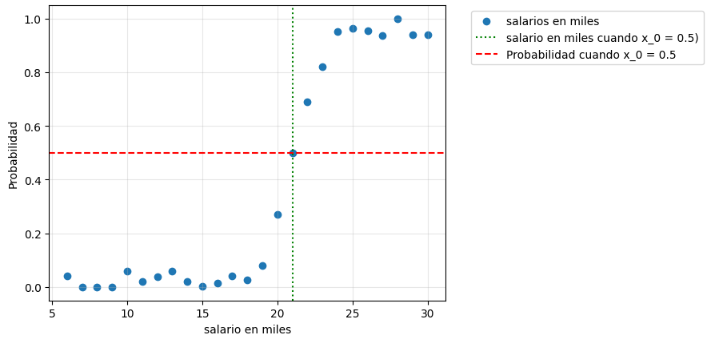 1.0
0.8
0.6
0.4
0.2
0.0
Probabilidad
5
10
15
20
25
30
salario en miles
salarios en miles
salario en miles cuando x_0 = 0.5)
Probabilidad cuando x_0 = 0.5